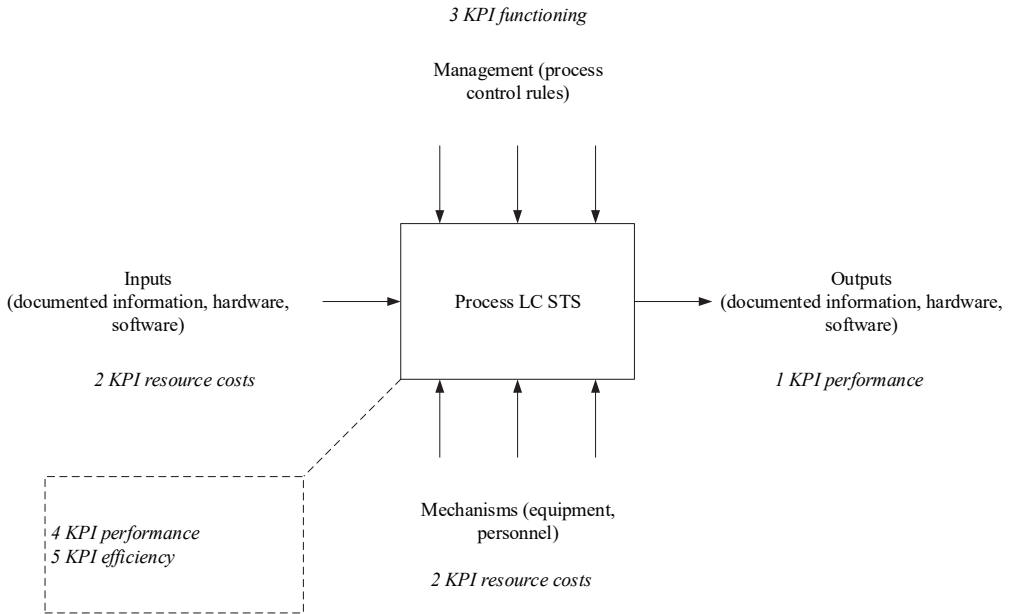 3 KPI functioning
Management (process
control rules)
Inputs
(documented information, hardware,
software)
2 KPI resource costs
Process LC STS
Outputs
(documented information, hardware,
software)
1 KPI performance
4 KPI performance
5 KPI efficiency
Mechanisms (equipment,
personnel)
2 KPI resource costs